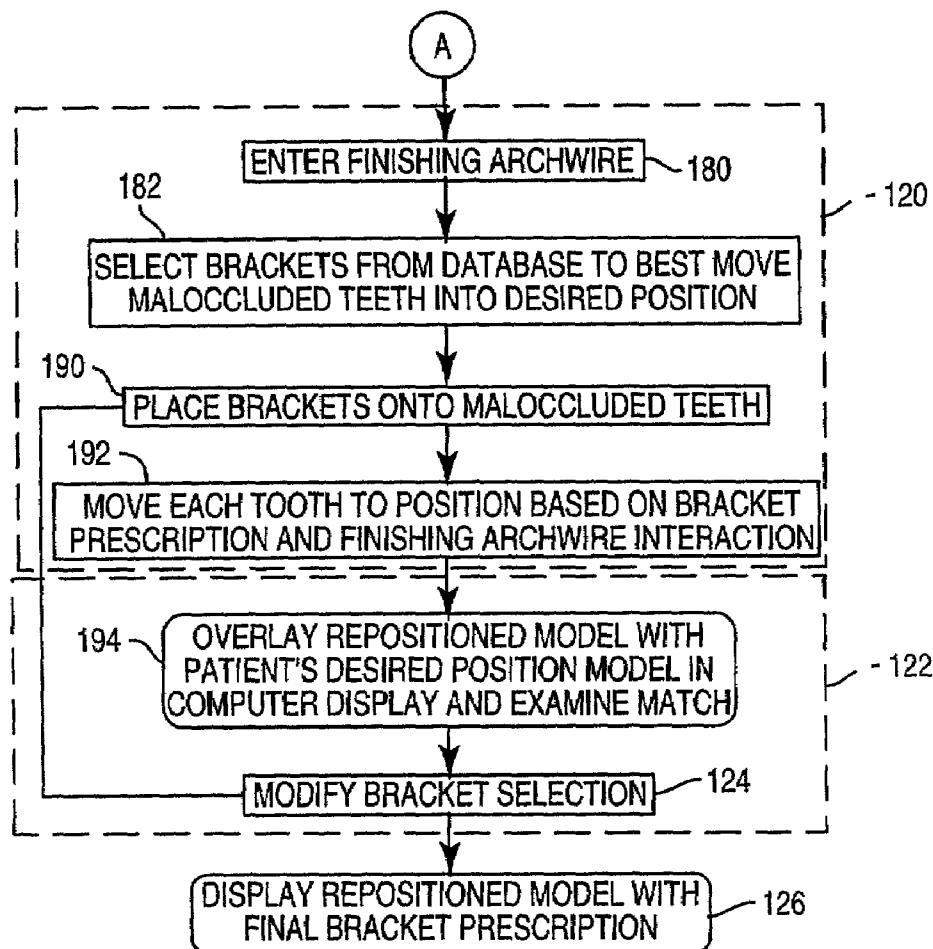 A
ENTER FINISHING ARCHWIRE
180
120
182
SELECT BRACKETS FROM DATABASE TO BEST MOVE
MALOCCLUDED TEETH INTO DESIRED POSITION
190
PLACE BRACKETS ONTO MALOCCLUDED TEETH
192
MOVE EACH TOOTH TO POSITION BASED ON BRACKET
PRESCRIPTION AND FINISHING ARCHWIRE INTERACTION
194
OVERLAY REPOSITIONED MODEL WITH
PATIENT'S DESIRED POSITION MODEL IN
COMPUTER DISPLAY AND EXAMINE MATCH
122
MODIFY BRACKET SELECTION
124
DISPLAY REPOSITIONED MODEL WITH
FINAL BRACKET PRESCRIPTION
126